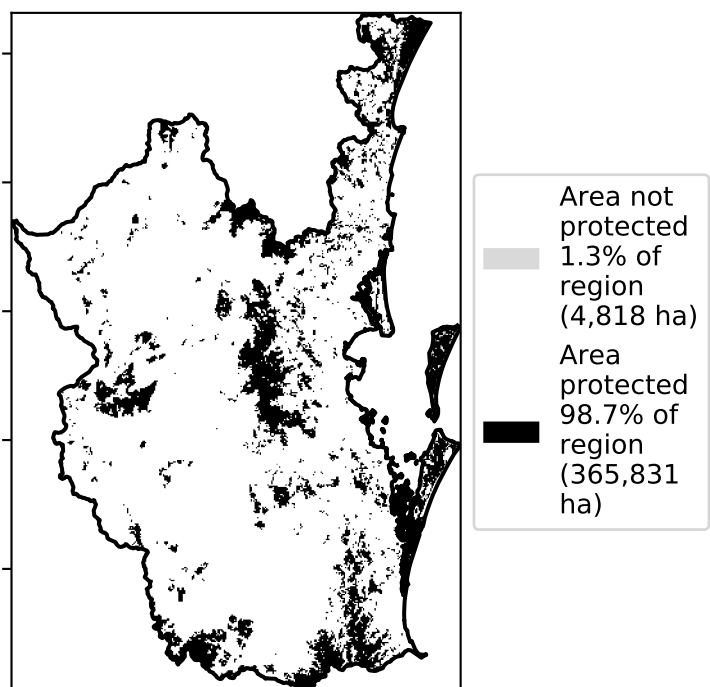 Area not
protected
1.3% of
region
(4,818 ha)
Area
protected
98.7% of
region
(365,831
ha)